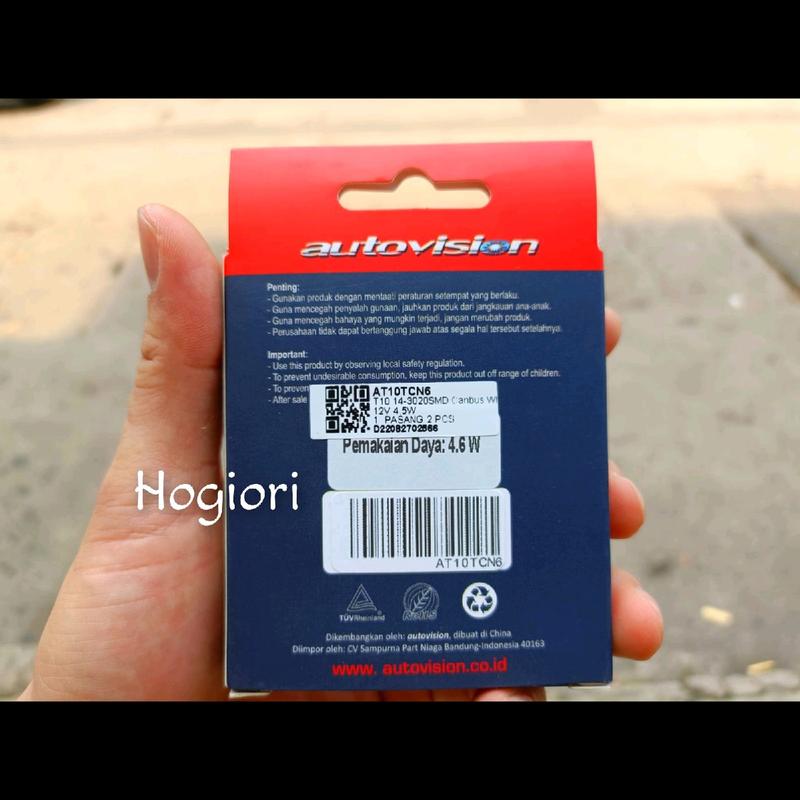 autovision
Penting:
- Gunakan produk dengan mentaati peraturan setempat yang berlaku.
- Guna mencegah penyalah gunaan, jauhkan produk dari jangkauan ana-anak.
- Guna mencegah bahaya yang mungkin terjadi, jangan merubah produk.
- Perusahaan tidak dapat bertanggung jawab atas segala hal tersebut setelahnya.
Important:
- Use this product by observing local safety regulation.
- To prevent undesirable consumption, keep this product out off range of children.
- To preven
- After sale
AT10TCN6
T10 14-3020SMD Canbus W
12V 4,5W
1 PASANG 2 PCS
D22082702566
Pemakaian Daya: 4.6 W
Hogiori
AT10TCN6
TÜVRheinland
RoHS
Dikembangkan oleh: autovision, dibuat di China
Diimpor oleh: CV Sampurna Part Niaga Bandung-Indonesia 40163
www. autovision.co.id